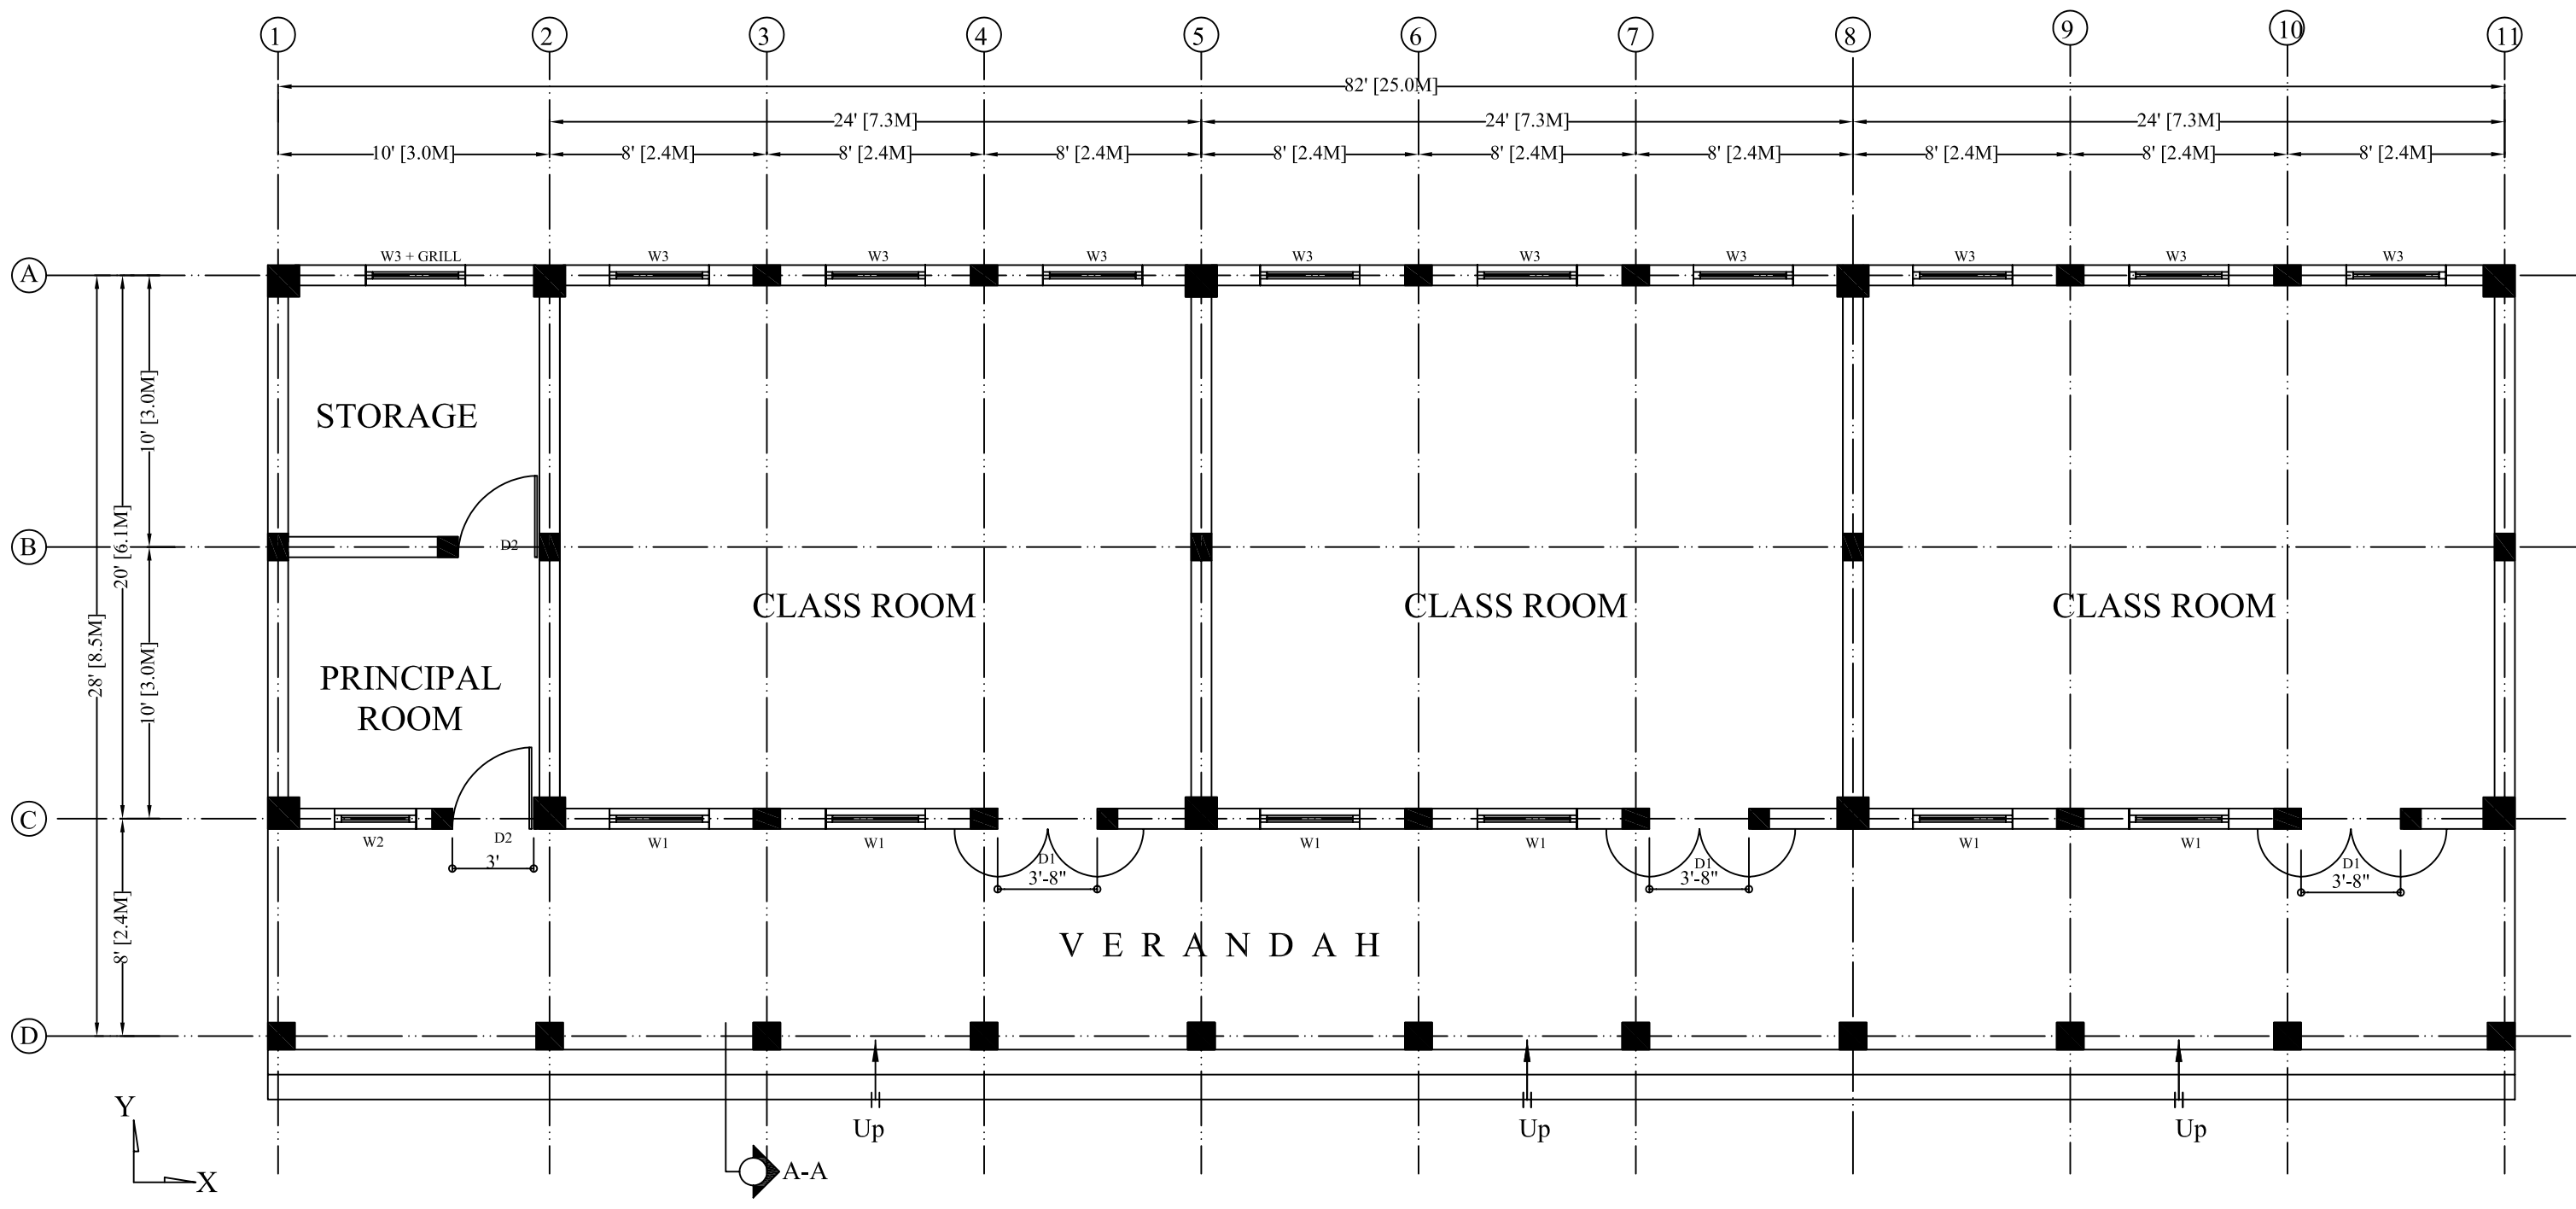 1 2 3 4 5 6 7 8 9 10 11
82' [25.0M]
24' [7.3M] 24' [7.3M] 24' [7.3M]
10' [3.0M] 8' [2.4M] 8' [2.4M] 8' [2.4M] 8' [2.4M] 8' [2.4M] 8' [2.4M] 8' [2.4M] 8' [2.4M] 8' [2.4M]
W3 + GRILL W3 W3 W3 W3 W3 W3 W3 W3 W3
A
10' [3.0M]
STORAGE
20' [6.1M]
B
D2
CLASS ROOM CLASS ROOM CLASS ROOM
28' [8.5M]
10' [3.0M]
PRINCIPAL
ROOM
C
W2 D2 W1 W1 W1 W1 W1 W1
3'
D1 D1 D1
3'-8" 3'-8" 3'-8"
8' [2.4M]
VERANDAH
D
Up Up Up
Y
X
A-A